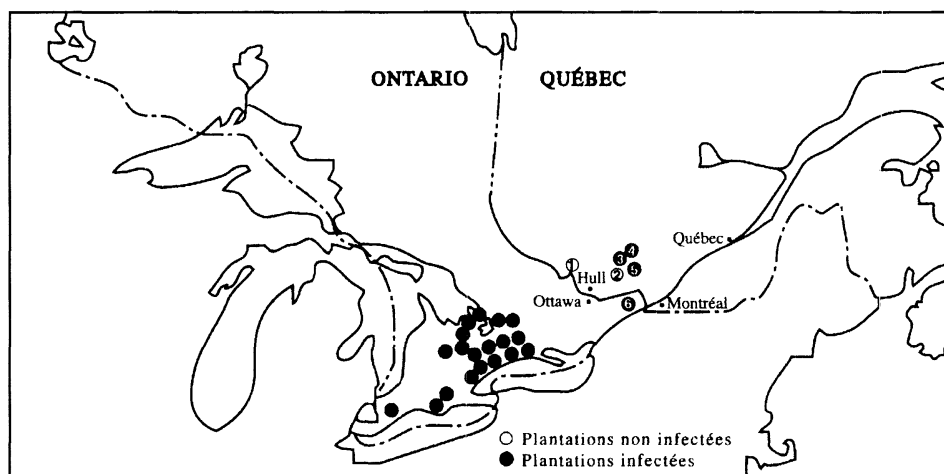 ONTARIO QUÉBEC
Québec
4
3
1
2 5
Hull
Ottawa
6
Montréal
Plantations non infectées
Plantations infectées